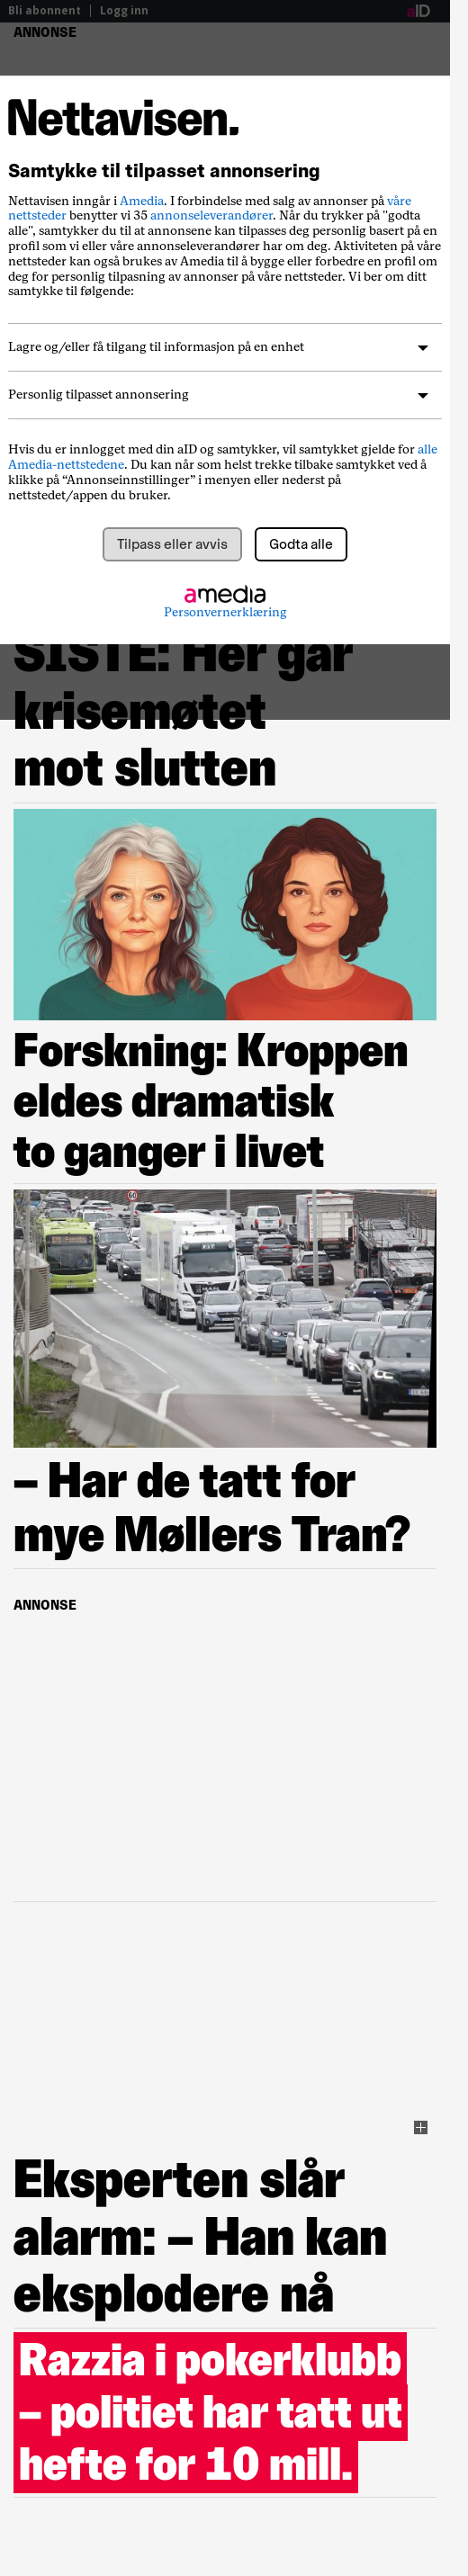 Bli abonnent | Logg inn
aID
ANNONSE
Nettavisen.
Samtykke til tilpasset annonsering
Nettavisen inngår i Amedia. I forbindelse med salg av annonser på våre
nettsteder benytter vi 35 annonseleverandører. Når du trykker på "godta
alle", samtykker du til at annonsene kan tilpasses deg personlig basert på en
profil som vi eller våre annonseleverandører har om deg. Aktiviteten på våre
nettsteder kan også brukes av Amedia til å bygge eller forbedre en profil om
deg for personlig tilpasning av annonser på våre nettsteder. Vi ber om ditt
samtykke til følgende:
Lagre og/eller få tilgang til informasjon på en enhet
Personlig tilpasset annonsering
Hvis du er innlogget med din aID og samtykker, vil samtykket gjelde for alle
Amedia-nettstedene. Du kan når som helst trekke tilbake samtykket ved å
klikke på “Annonseinnstillinger” i menyen eller nederst på
nettstedet/appen du bruker.
Tilpass eller avvis
Godta alle
amedia
Personvernerklæring
SISTE: Her går
krisemøtet
mot slutten
Forskning: Kroppen
eldes dramatisk
to ganger i livet
60
– Har de tatt for
mye Møllers Tran?
ANNONSE
Eksperten slår
alarm: – Han kan
eksplodere nå
Razzia i pokerklubb
– politiet har tatt ut
hefte for 10 mill.